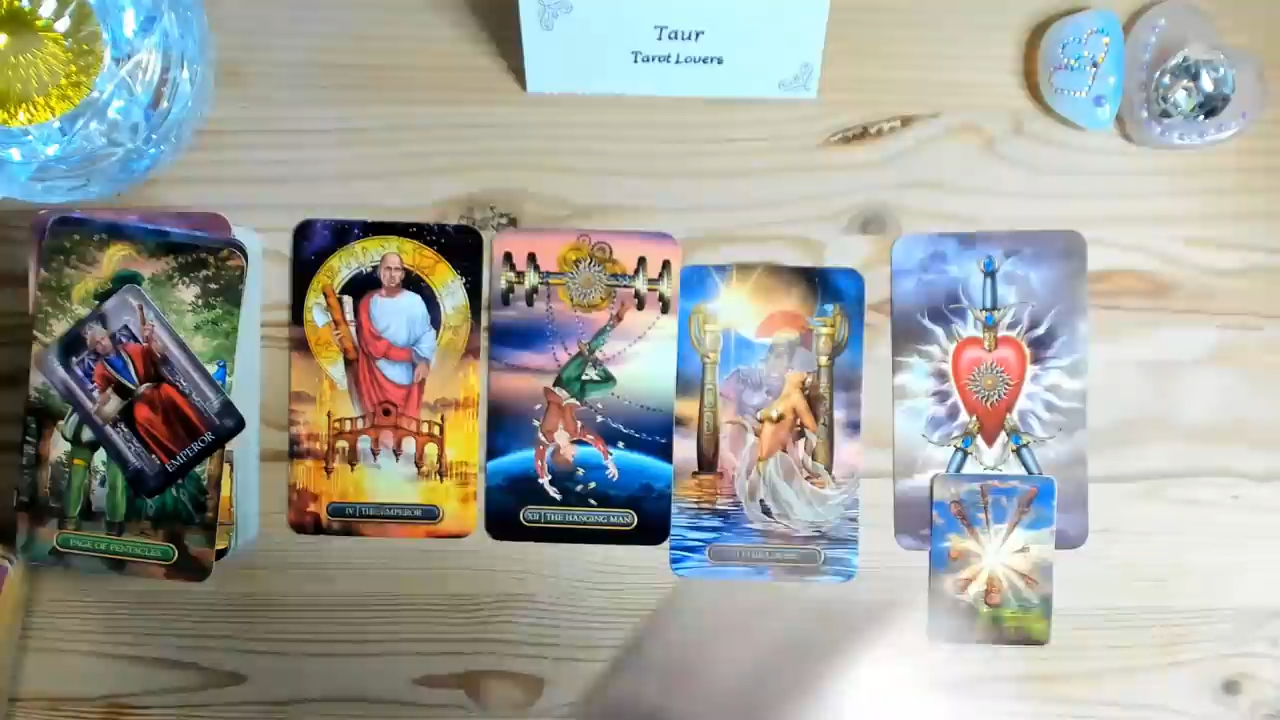 Taur
Tarot Lovers
EMPEROR
PAGE OF PENTACLES
IV | THE EMPEROR
XII | THE HANGING MAN